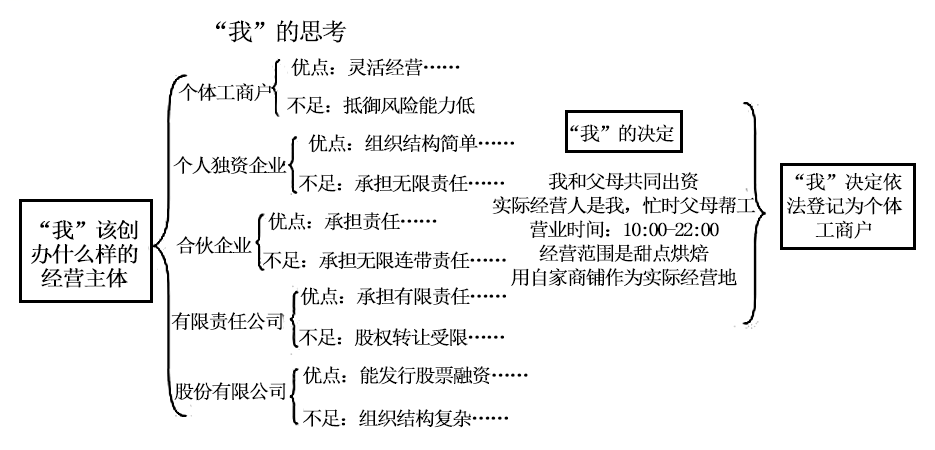 “我”的思考
“我”该创
办什么样的
经营主体
个体工商户
优点：灵活经营……
不足：抵御风险能力低
个人独资企业
优点：组织结构简单……
不足：承担无限责任……
合伙企业
优点：承担责任……
不足：承担无限连带责任……
有限责任公司
优点：承担有限责任……
不足：股权转让受限……
股份有限公司
优点：能发行股票融资……
不足：组织结构复杂……
“我”的决定
我和父母共同出资
实际经营人是我，忙时父母帮工
营业时间：10:00-22:00
经营范围是甜点烘焙
用自家商铺作为实际经营地
“我”决定依
法登记为个体
工商户